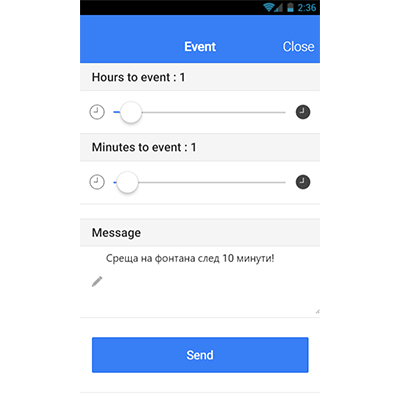 2:36
Event
Close
Hours to event : 1
Minutes to event : 1
Message
Среща на фонтана след 10 минути!
Send